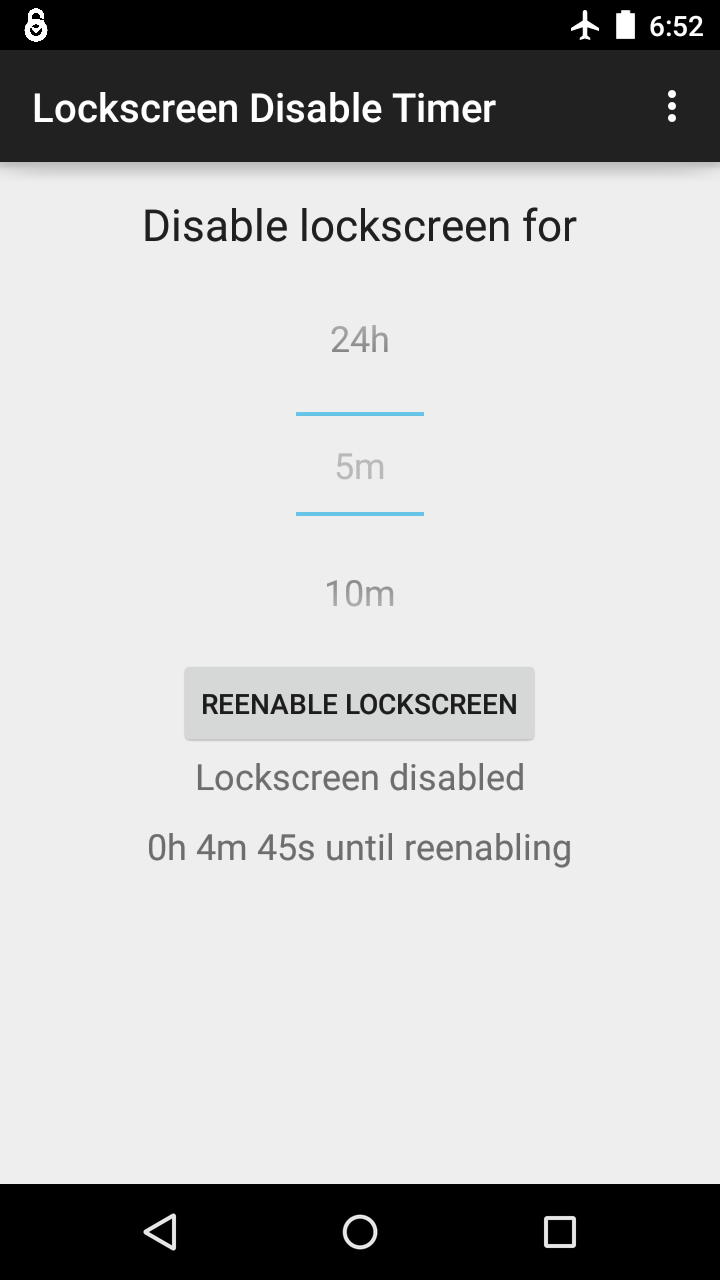 6:52
Lockscreen Disable Timer
Disable lockscreen for
24h
5m
10m
REENABLE LOCKSCREEN
Lockscreen disabled
0h 4m 45s until reenabling